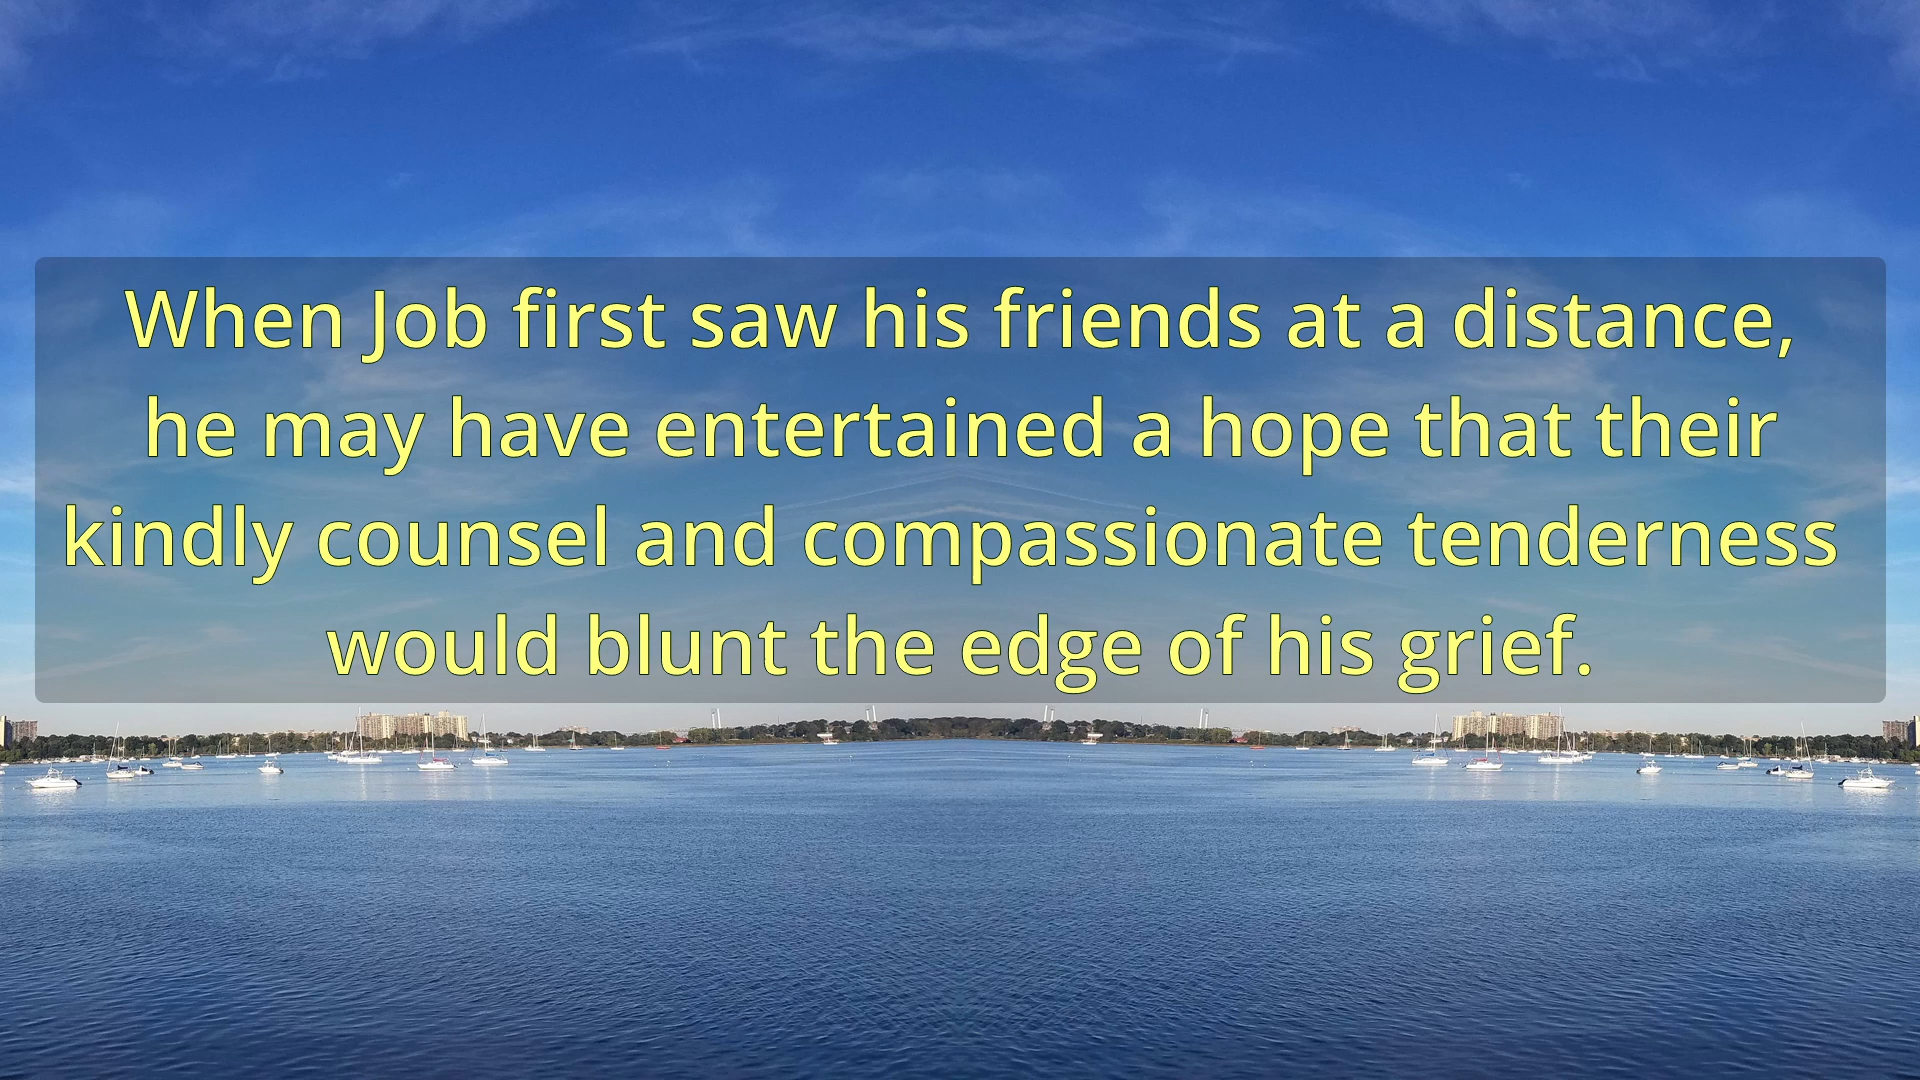 When Job first saw his friends at a distance,
he may have entertained a hope that their
kindly counsel and compassionate tenderness
would blunt the edge of his grief.